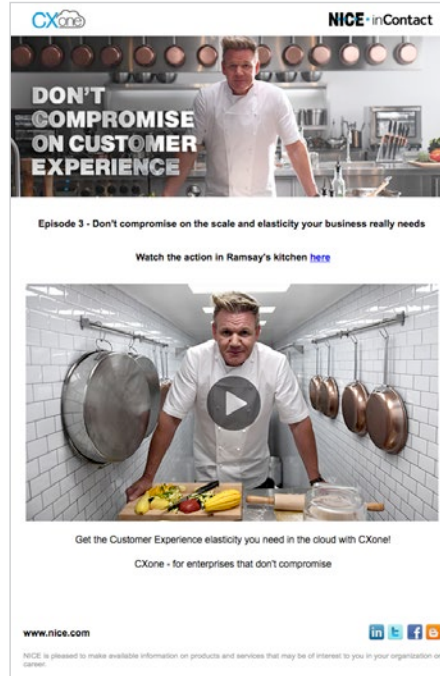 CXone
NICE·inContact
DON'T
COMPROMISE
ON CUSTOMER
EXPERIENCE
Episode 3 - Don't compromise on the scale and elasticity your business really needs
Watch the action in Ramsay's kitchen here
Get the Customer Experience elasticity you need in the cloud with CXone!
CXone - for enterprises that don't compromise
www.nice.com
in t f B
NICE is pleased to make available information on products and services that may be of interest to you in your organization or
career.